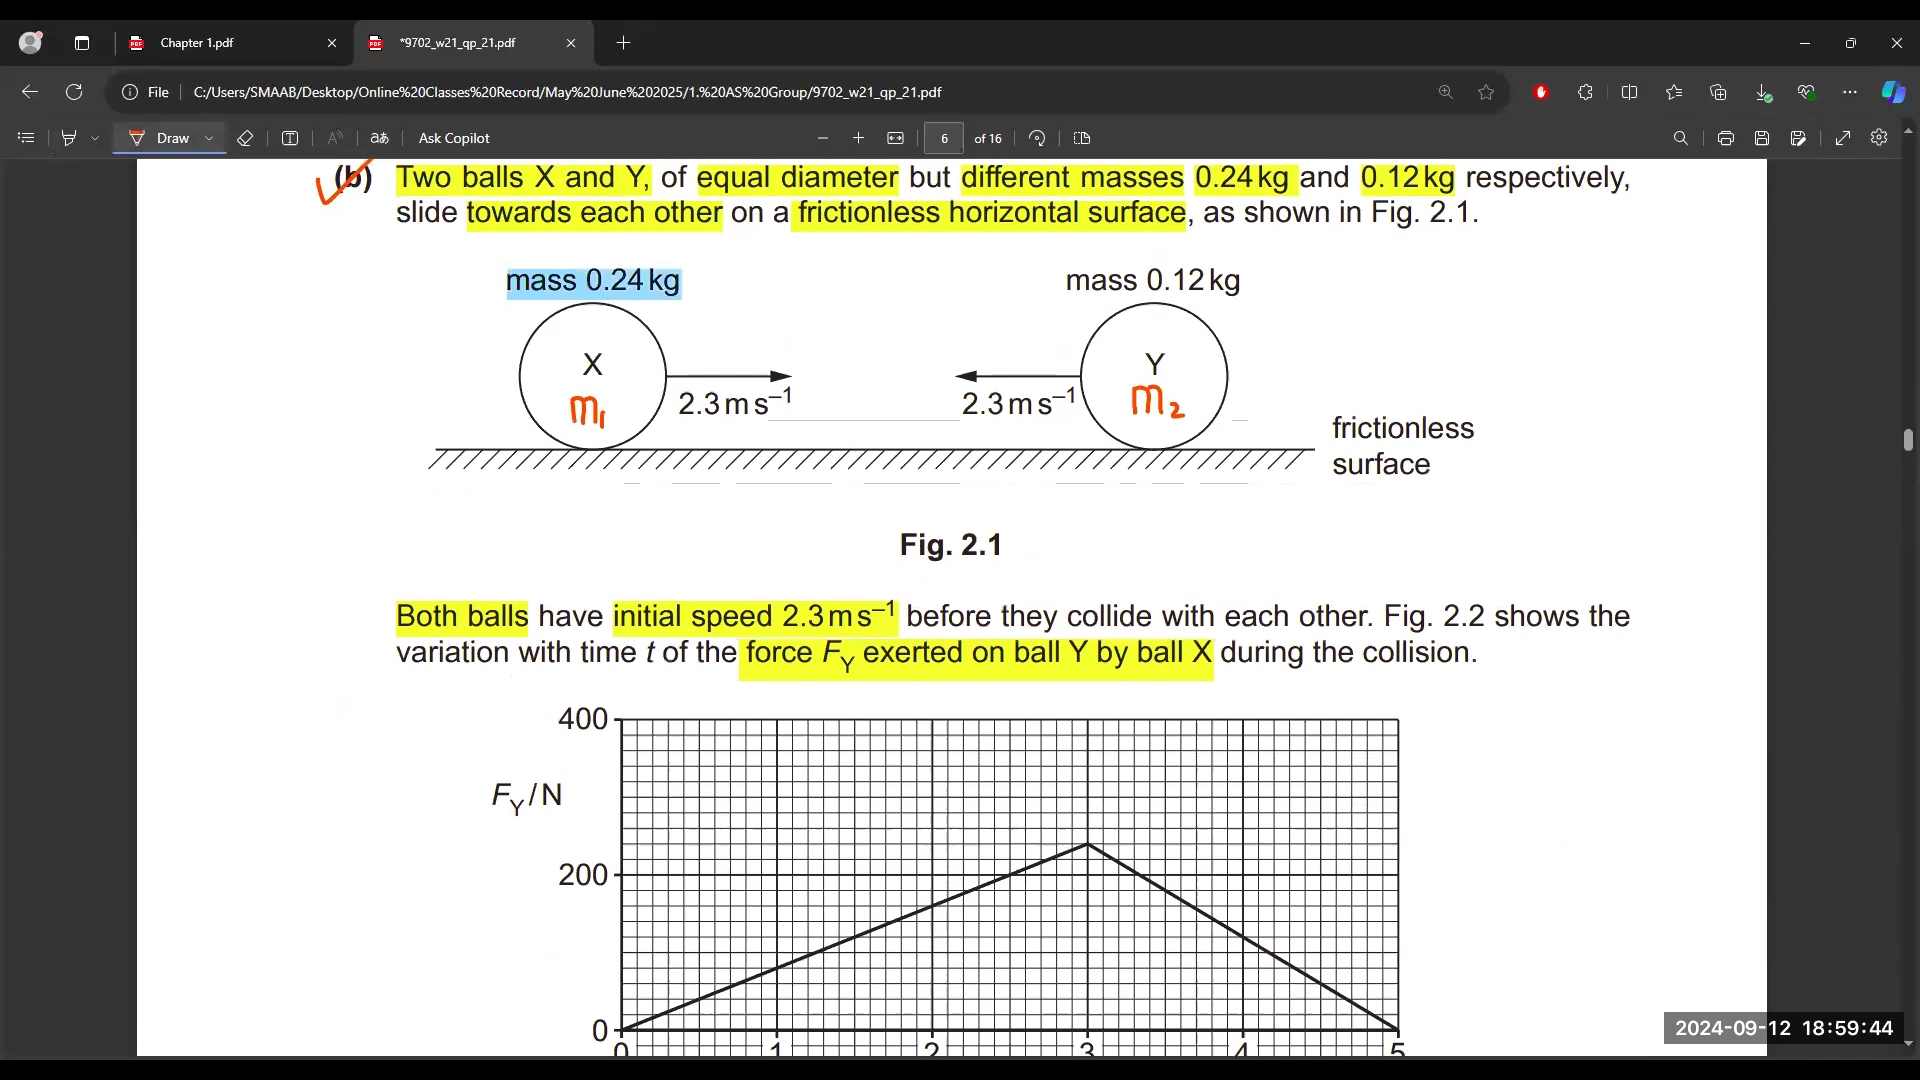 Chapter 1.pdf
*9702_w21_qp_21.pdf
File
C:/Users/SMAAB/Desktop/Online%20Classes%20Record/May%20June%202025/1.%20AS%20Group/9702_w21_qp_21.pdf
Draw
aあ
Ask Copilot
6 of 16
(b) Two balls X and Y, of equal diameter but different masses 0.24 kg and 0.12 kg respectively,
slide towards each other on a frictionless horizontal surface, as shown in Fig. 2.1.
mass 0.24 kg
mass 0.12 kg
X
Y
m₁
m₂
2.3 m s⁻¹
2.3 m s⁻¹
frictionless
surface
Fig. 2.1
Both balls have initial speed 2.3 m s⁻¹ before they collide with each other. Fig. 2.2 shows the
variation with time t of the force F_Y exerted on ball Y by ball X during the collision.
400
F_Y / N
200
0
0 1 2 3 4 5
2024-09-12 18:59:44